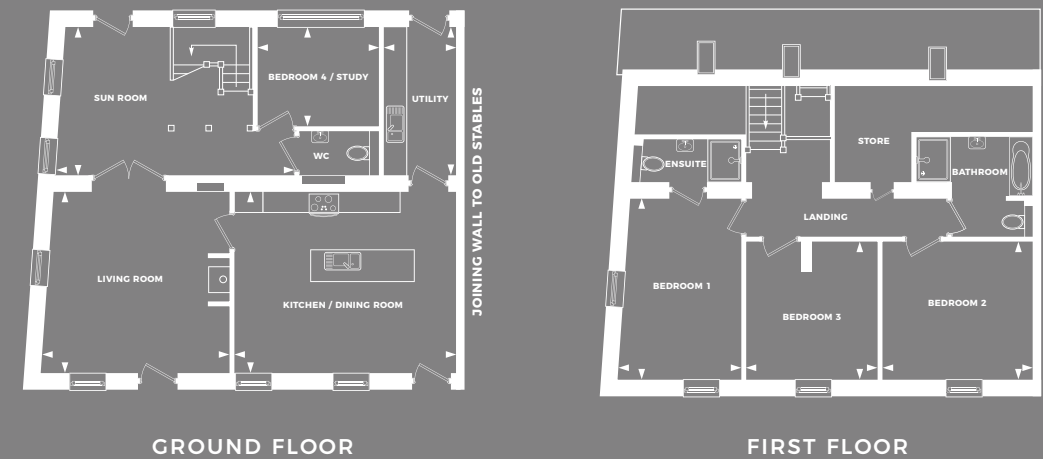 SUN ROOM
BEDROOM 4 / STUDY
UTILITY
WC
LIVING ROOM
KITCHEN / DINING ROOM
JOINING WALL TO OLD STABLES
GROUND FLOOR
ENSUITE
STORE
BATHROOM
LANDING
BEDROOM 1
BEDROOM 3
BEDROOM 2
FIRST FLOOR